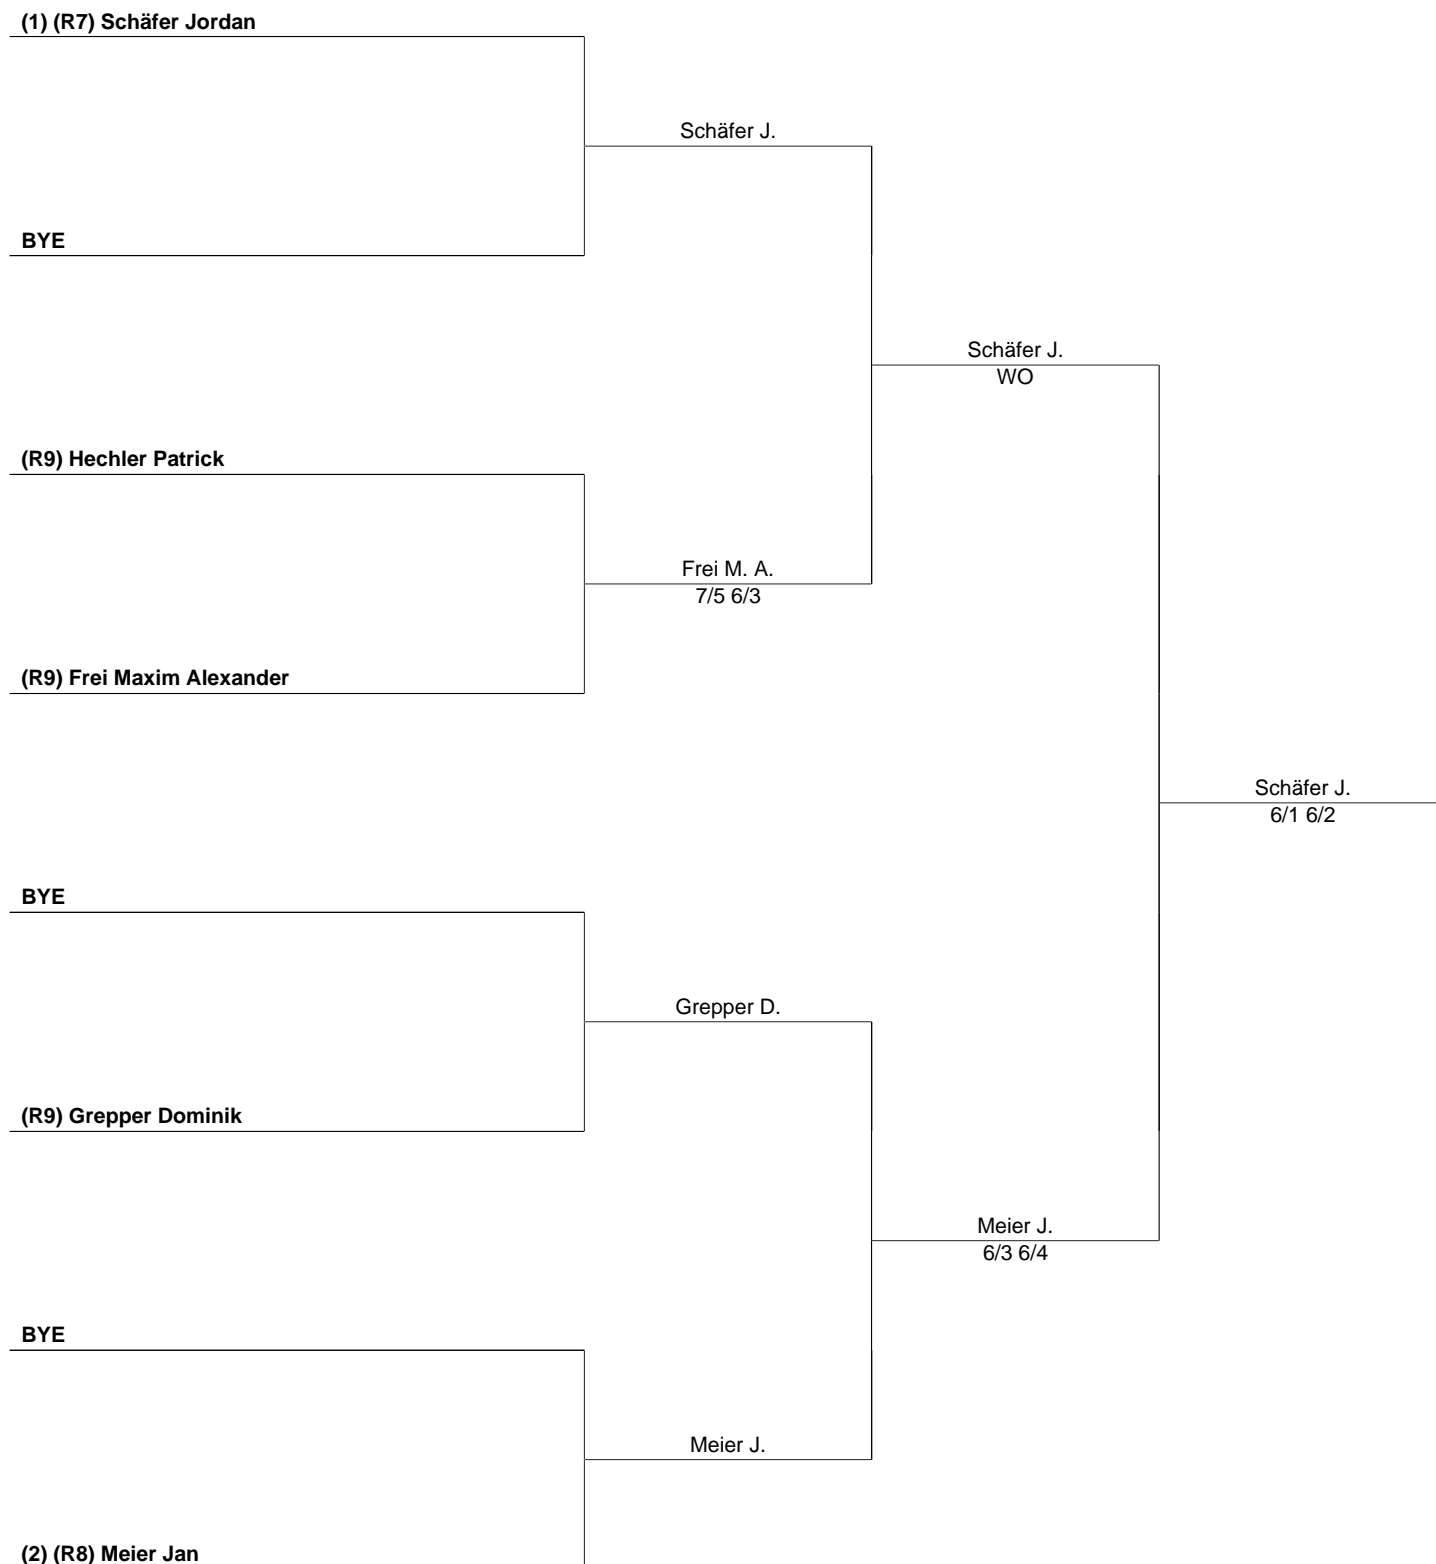 (1) (R7) Schäfer Jordan
Schäfer J.
BYE
Schäfer J.
WO
(R9) Hechler Patrick
Frei M. A.
7/5 6/3
(R9) Frei Maxim Alexander
Schäfer J.
6/1 6/2
BYE
Grepper D.
(R9) Grepper Dominik
Meier J.
6/3 6/4
BYE
Meier J.
(2) (R8) Meier Jan